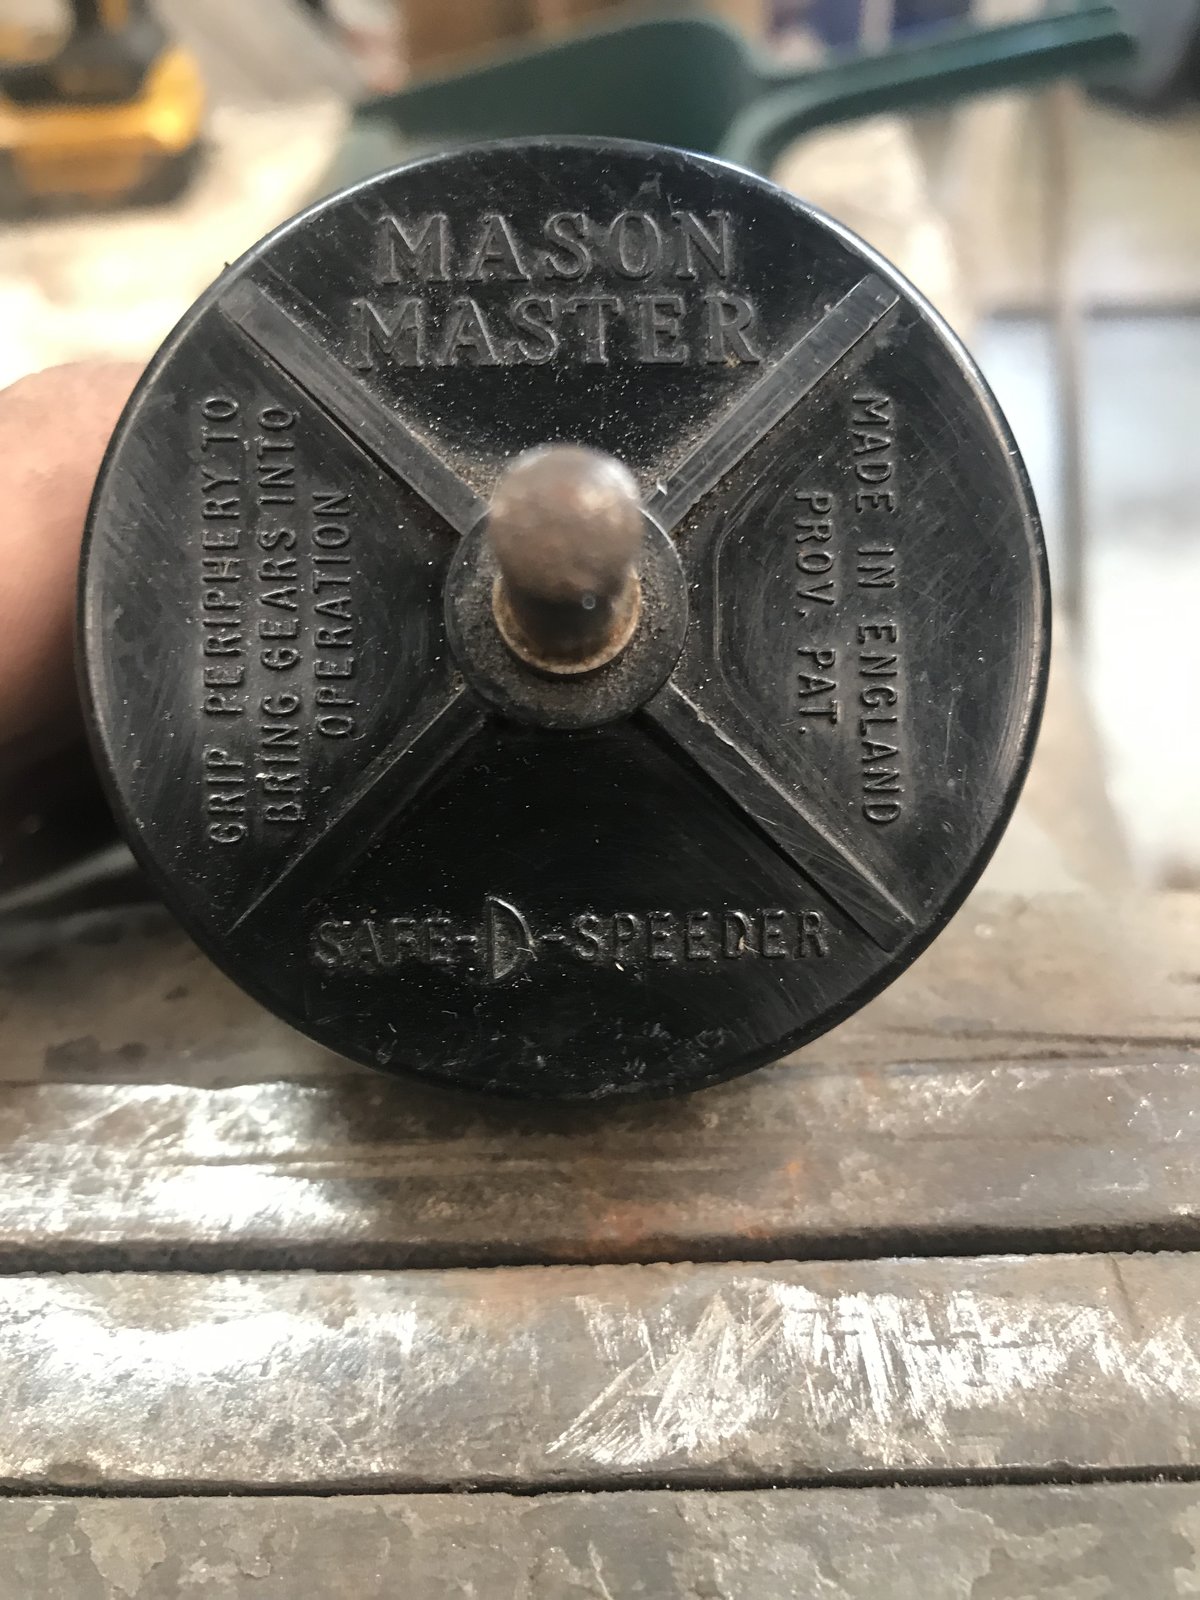 MASON
MASTER
GRIP PERIPHERY TO
BRING GEARS INTO
OPERATION
MADE IN ENGLAND
PROV. PAT.
SAFE-D-SPEEDER